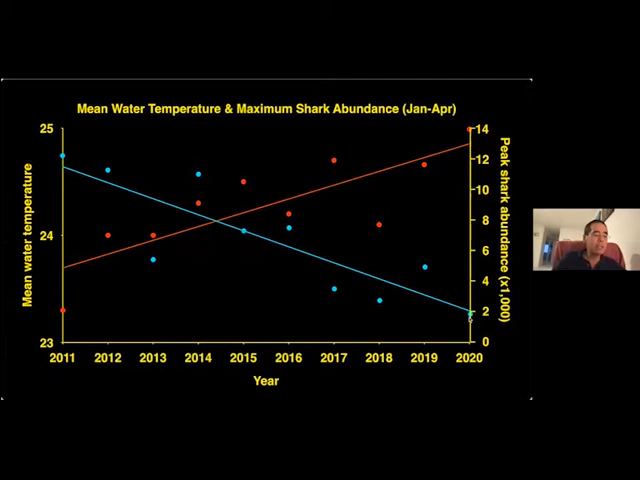 Mean Water Temperature & Maximum Shark Abundance (Jan-Apr)
25
24
23
Mean water temperature
14
12
10
8
6
4
2
0
Peak shark abundance (x1,000)
2011 2012 2013 2014 2015 2016 2017 2018 2019 2020
Year